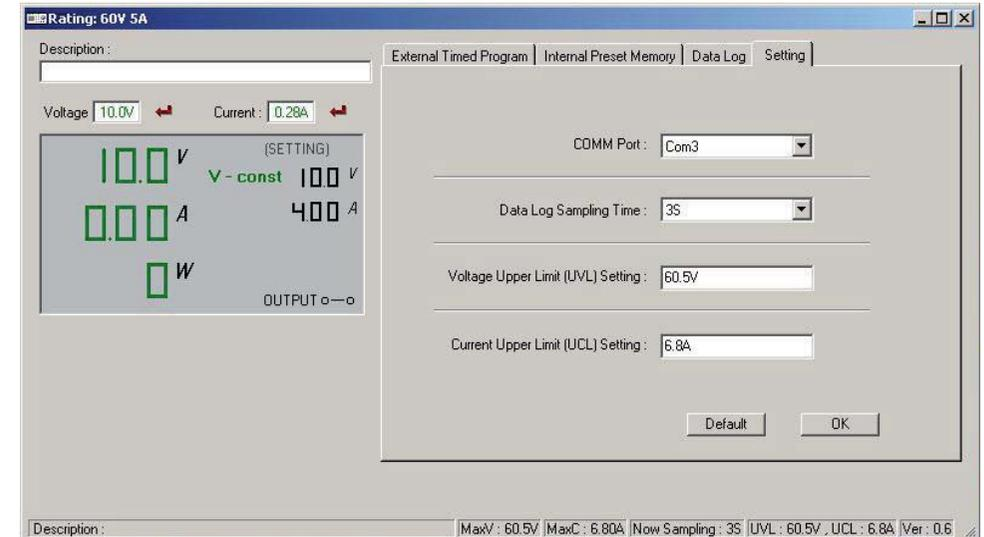 Rating: 60V 5A
Description :
Voltage 10.0V Current : 0.28A
10.0 V
(SETTING)
V - const 10.0 V
0.00 A
4.00 A
0 W
OUTPUT
External Timed Program Internal Preset Memory Data Log Setting
COMM Port : Com3
Data Log Sampling Time : 3S
Voltage Upper Limit (UVL) Setting : 60.5V
Current Upper Limit (UCL) Setting : 6.8A
Default OK
Description : MaxV : 60.5V MaxC : 6.80A Now Sampling : 3S UVL : 60.5V , UCL : 6.8A Ver : 0.6